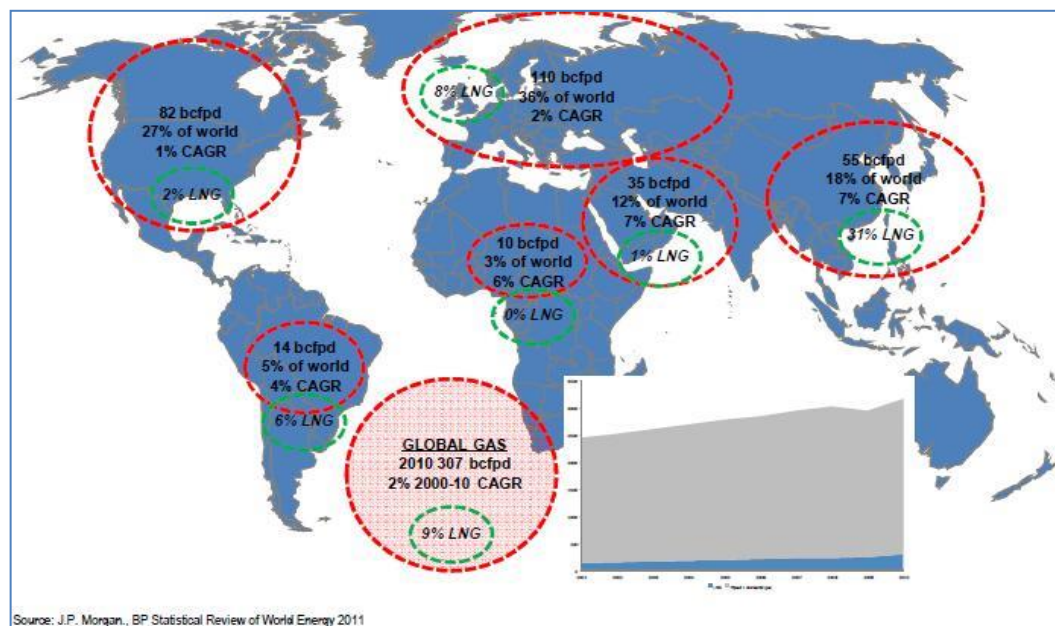 82 bcfpd
27% of world
1% CAGR
2% LNG
8% LNG
110 bcfpd
36% of world
2% CAGR
55 bcfpd
18% of world
7% CAGR
31% LNG
35 bcfpd
12% of world
7% CAGR
1% LNG
10 bcfpd
3% of world
6% CAGR
0% LNG
14 bcfpd
5% of world
4% CAGR
6% LNG
GLOBAL GAS
2010 307 bcfpd
2% 2000-10 CAGR
9% LNG
Source: J.P. Morgan., BP Statistical Review of World Energy 2011